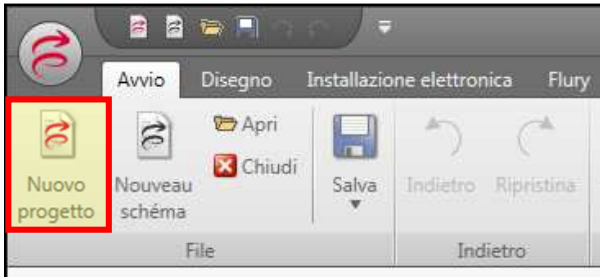 Avvio Disegno Installazione elettronica Flury
Nuovo progetto
Nouveau schéma
Apri
Chiudi
Salva
Indietro Ripristina
File Indietro